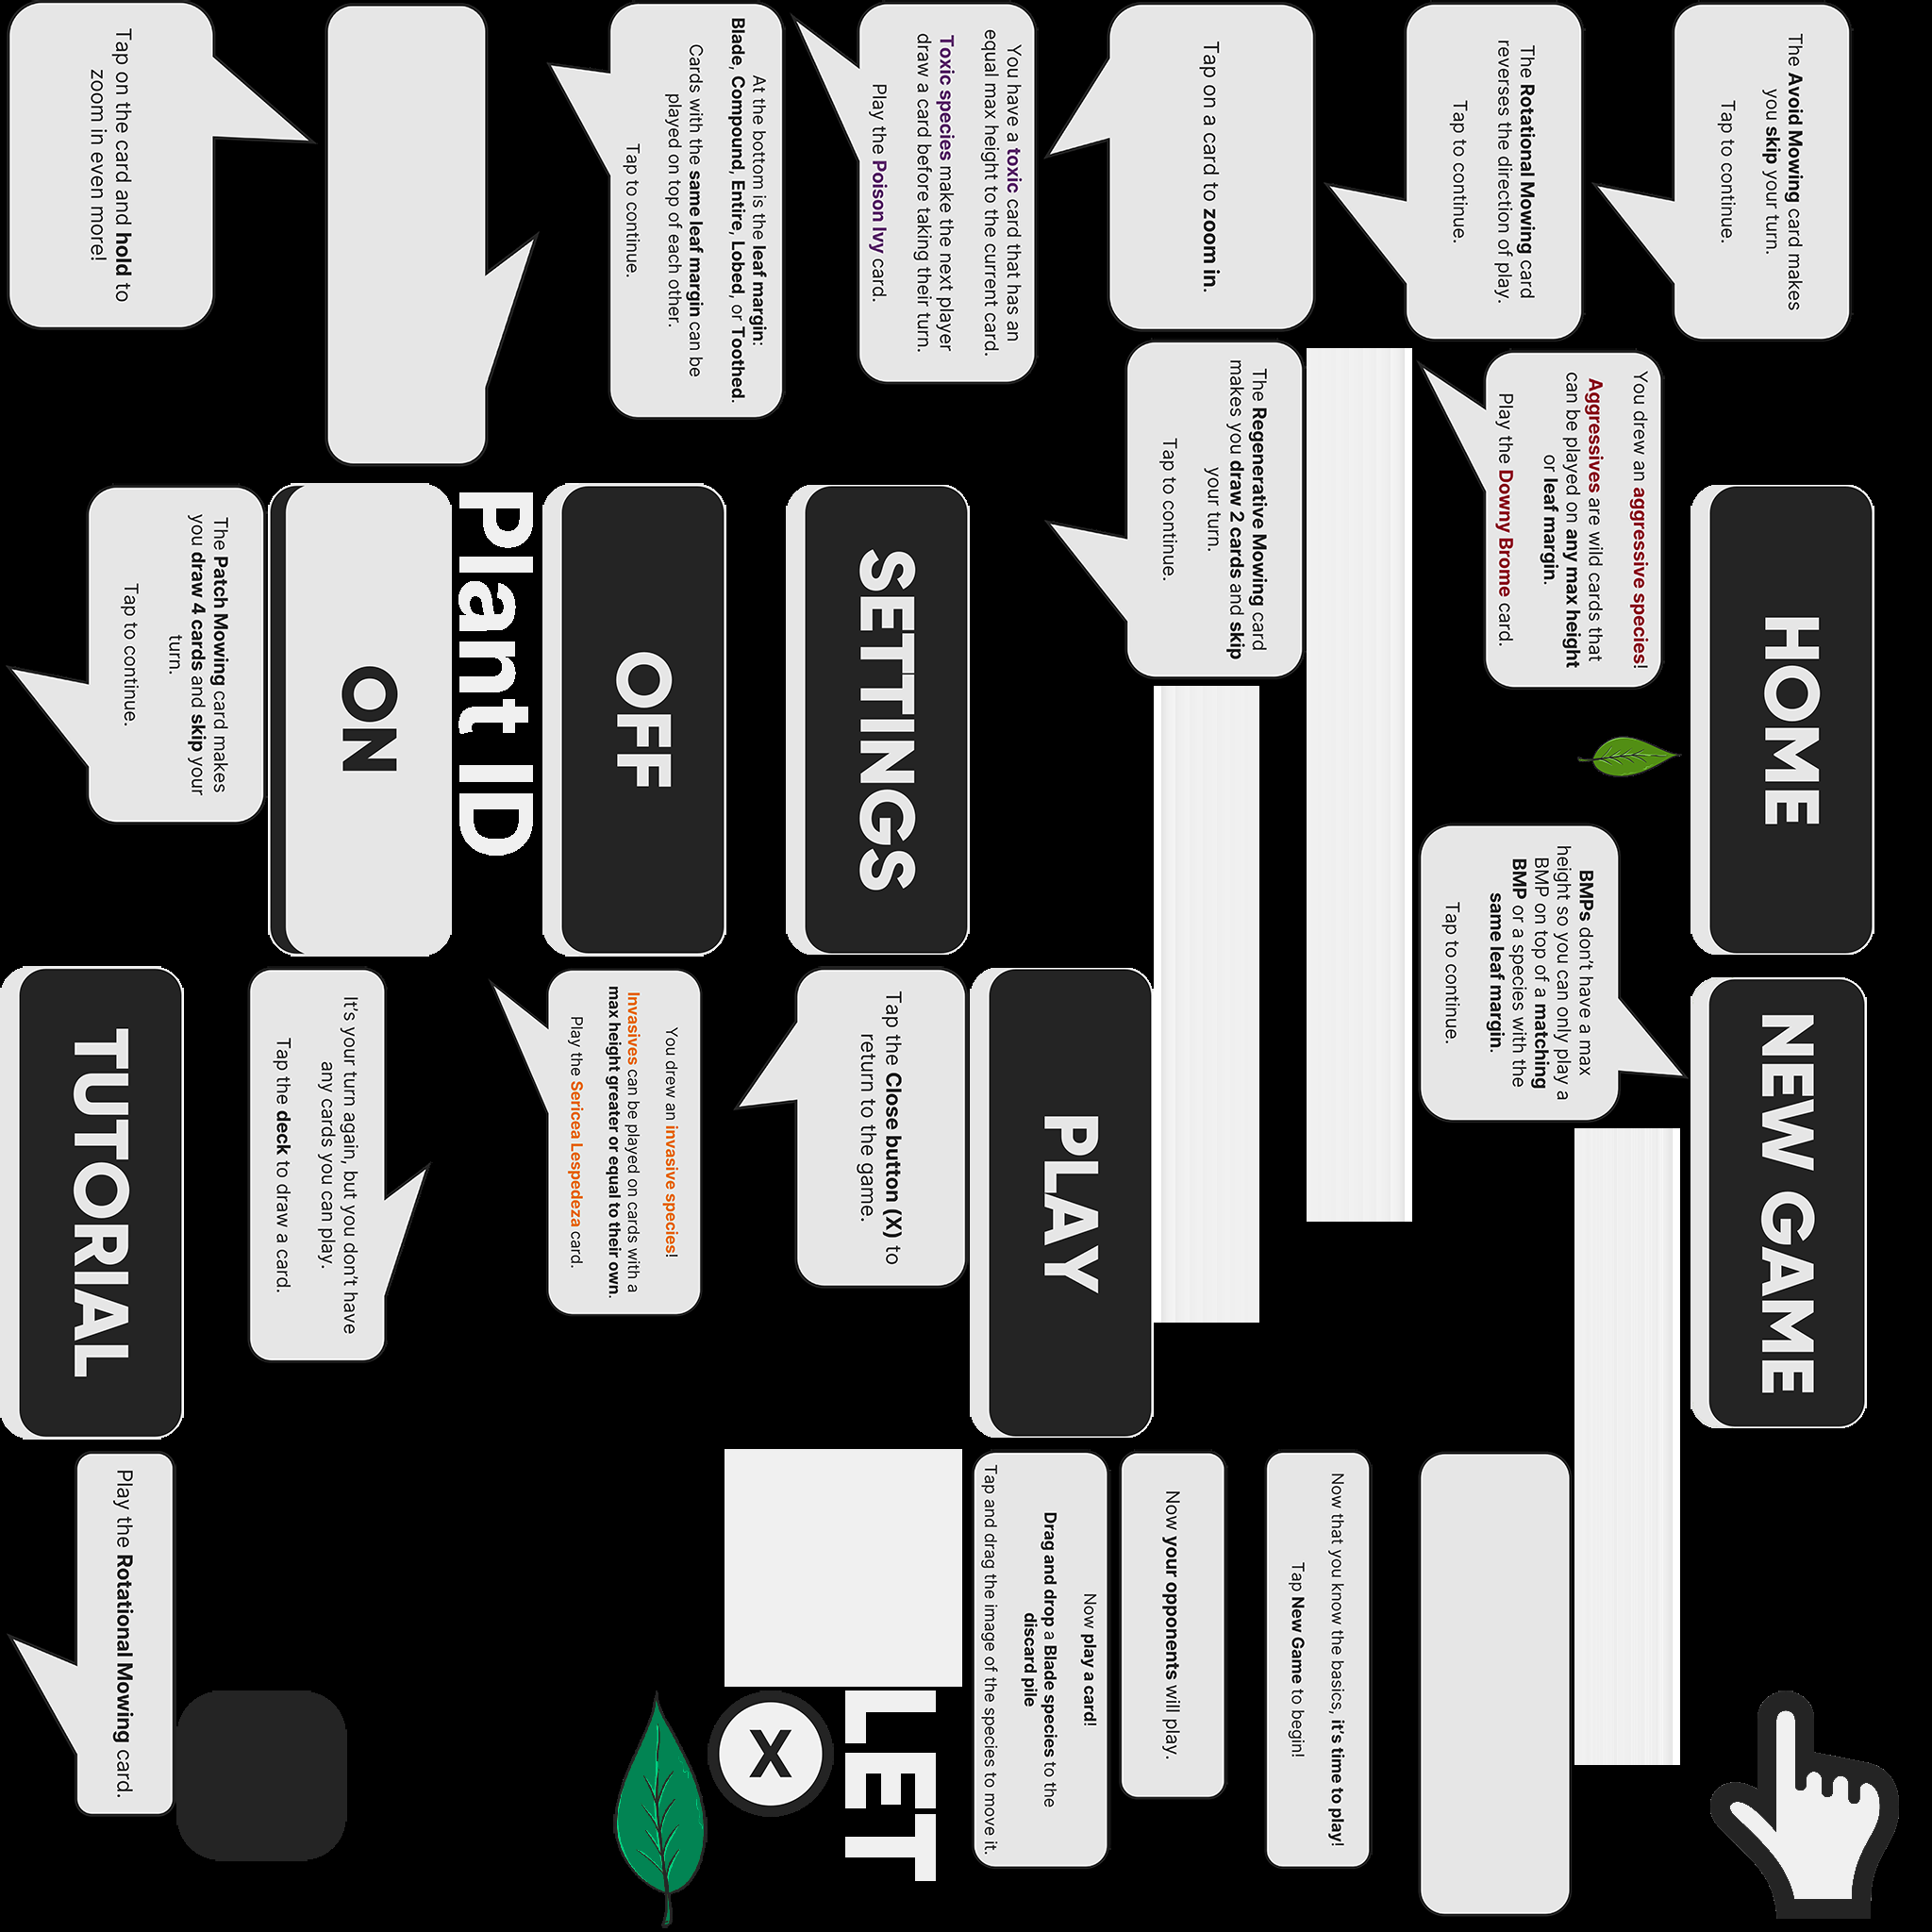 Tap on the card and hold to
zoom in even more!
At the bottom is the leaf margin:
Blade, Compound, Entire, Lobed, or Toothed.
Cards with the same leaf margin can be
played on top of each other.
Tap to continue.
You have a toxic card that has an
equal max height to the current card.
Toxic species make the next player
draw a card before taking their turn.
Play the Poison Ivy card.
Tap on a card to zoom in.
The Rotational Mowing card
reverses the direction of play.
Tap to continue.
The Avoid Mowing card makes
you skip your turn.
Tap to continue.
The Regenerative Mowing card
makes you draw 2 cards and skip
your turn.
Tap to continue.
You drew an aggressive species!
Aggressives are wild cards that
can be played on any max height
or leaf margin.
Play the Downy Brome card.
The Patch Mowing card makes
you draw 4 cards and skip your
turn.
Tap to continue.
ON
Plant ID
OFF
SETTINGS
HOME
BMPs don't have a max
height so you can only play a
BMP on top of a matching
BMP or a species with the
same leaf margin.
Tap to continue.
TUTORIAL
It's your turn again, but you don't have
any cards you can play.
Tap the deck to draw a card.
You drew an invasive species!
Invasives can be played on cards with a
max height greater or equal to their own.
Play the Sericea Lespedeza card.
Tap the Close button (X) to
return to the game.
PLAY
NEW GAME
Play the Rotational Mowing card.
X
LET
Now play a card!
Drag and drop a Blade species to the
discard pile
Tap and drag the image of the species to move it.
Now your opponents will play.
Now that you know the basics, it's time to play!
Tap New Game to begin!